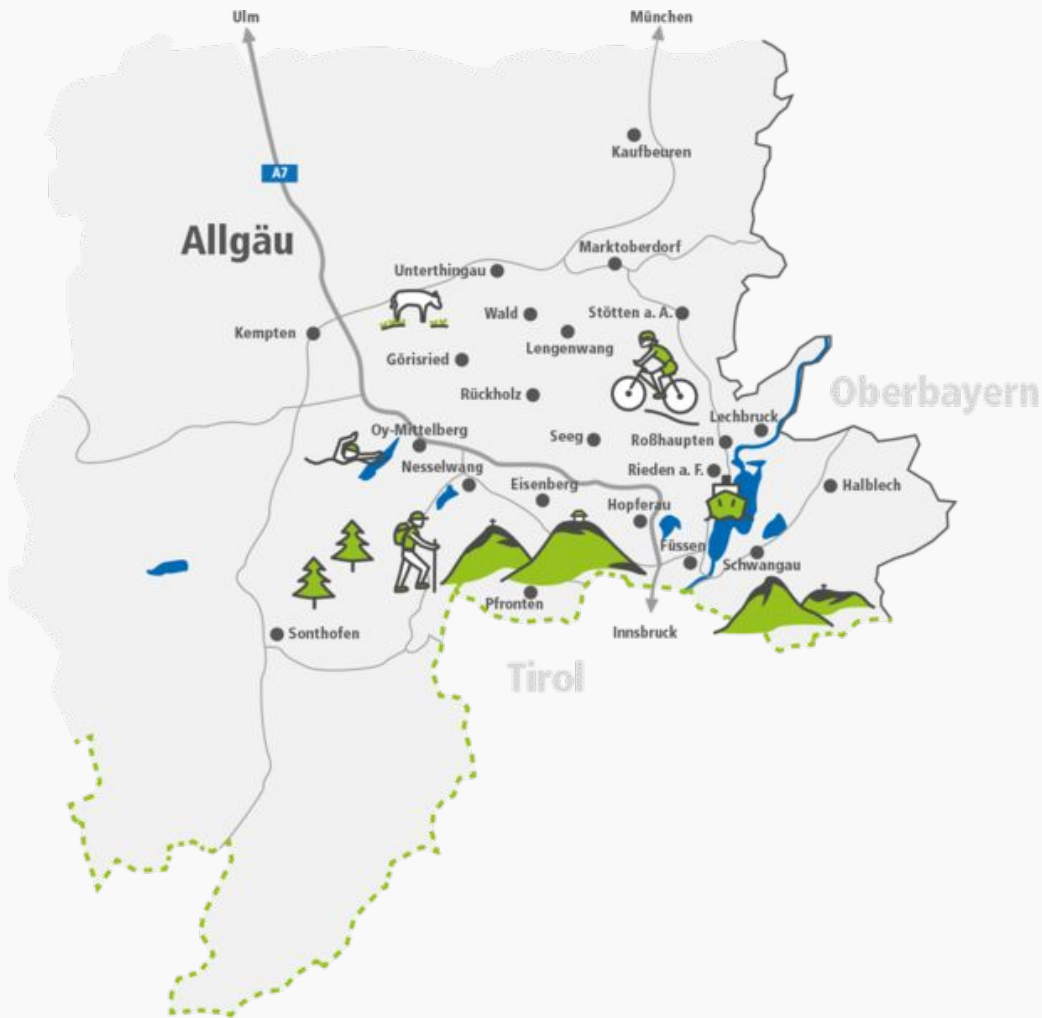 Ulm
München
Kaufbeuren
A7
Allgäu
Marktoberdorf
Unterthingau
Wald
Stötten a. A.
Kempten
Lengenwang
Görisried
Rückholz
Oberbayern
Lechbruck
Oy-Mittelberg
Seeg
Roßhaupten
Nesselwang
Rieden a. F.
Eisenberg
Halblech
Hopferau
Füssen
Schwangau
Pfronten
Sonthofen
Innsbruck
Tirol